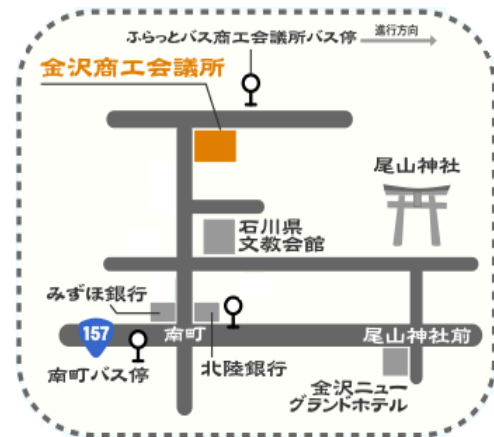 ふらっとバス商工会議所バス停
進行方向
金沢商工会議所
尾山神社
石川県
文教会館
みずほ銀行
157
南町
尾山神社前
南町バス停
北陸銀行
金沢ニュー
グランドホテル